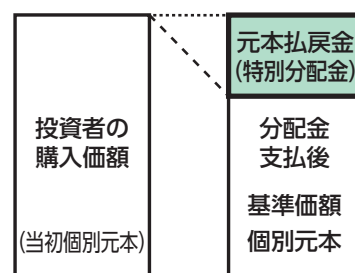 投資者の
購入価額
(当初個別元本)
元本払戻金
(特別分配金)
分配金
支払後
基準価額
個別元本